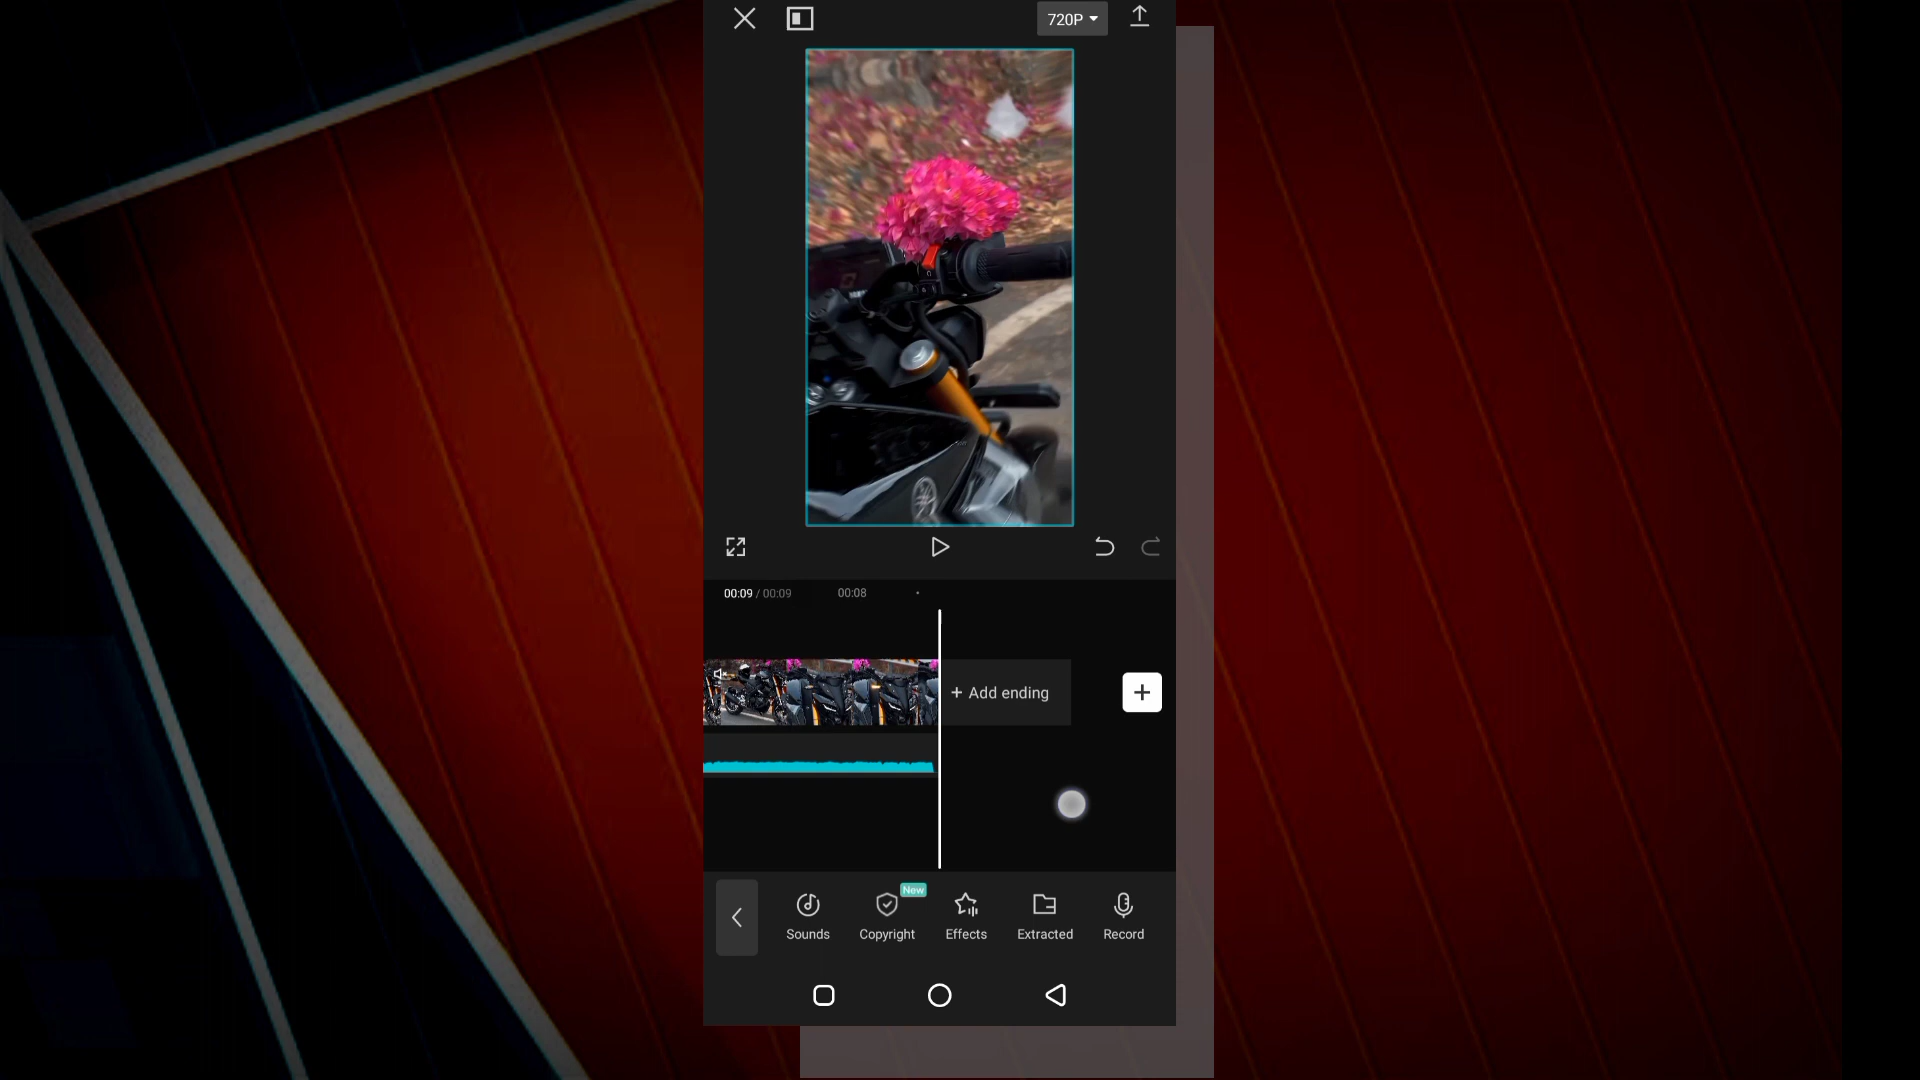 720P
00:09 / 00:09
00:08
+ Add ending
New
Sounds
Copyright
Effects
Extracted
Record